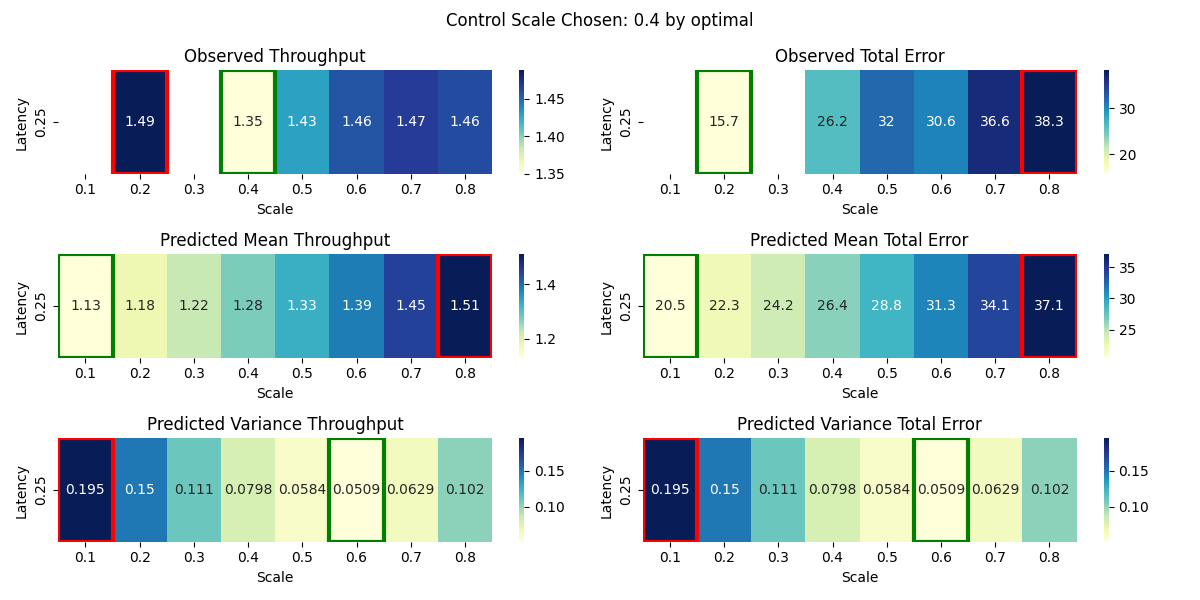 Control Scale Chosen: 0.4 by optimal
Observed Throughput
Latency
0.25
1.49 1.35 1.43 1.46 1.47 1.46
0.1 0.2 0.3 0.4 0.5 0.6 0.7 0.8
Scale
1.45
1.40
1.35
Observed Total Error
Latency
0.25
15.7 26.2 32 30.6 36.6 38.3
0.1 0.2 0.3 0.4 0.5 0.6 0.7 0.8
Scale
30
20
Predicted Mean Throughput
Latency
0.25
1.13 1.18 1.22 1.28 1.33 1.39 1.45 1.51
0.1 0.2 0.3 0.4 0.5 0.6 0.7 0.8
Scale
1.4
1.2
Predicted Mean Total Error
Latency
0.25
20.5 22.3 24.2 26.4 28.8 31.3 34.1 37.1
0.1 0.2 0.3 0.4 0.5 0.6 0.7 0.8
Scale
35
30
25
Predicted Variance Throughput
Latency
0.25
0.195 0.15 0.111 0.0798 0.0584 0.0509 0.0629 0.102
0.1 0.2 0.3 0.4 0.5 0.6 0.7 0.8
Scale
0.15
0.10
Predicted Variance Total Error
Latency
0.25
0.195 0.15 0.111 0.0798 0.0584 0.0509 0.0629 0.102
0.1 0.2 0.3 0.4 0.5 0.6 0.7 0.8
Scale
0.15
0.10